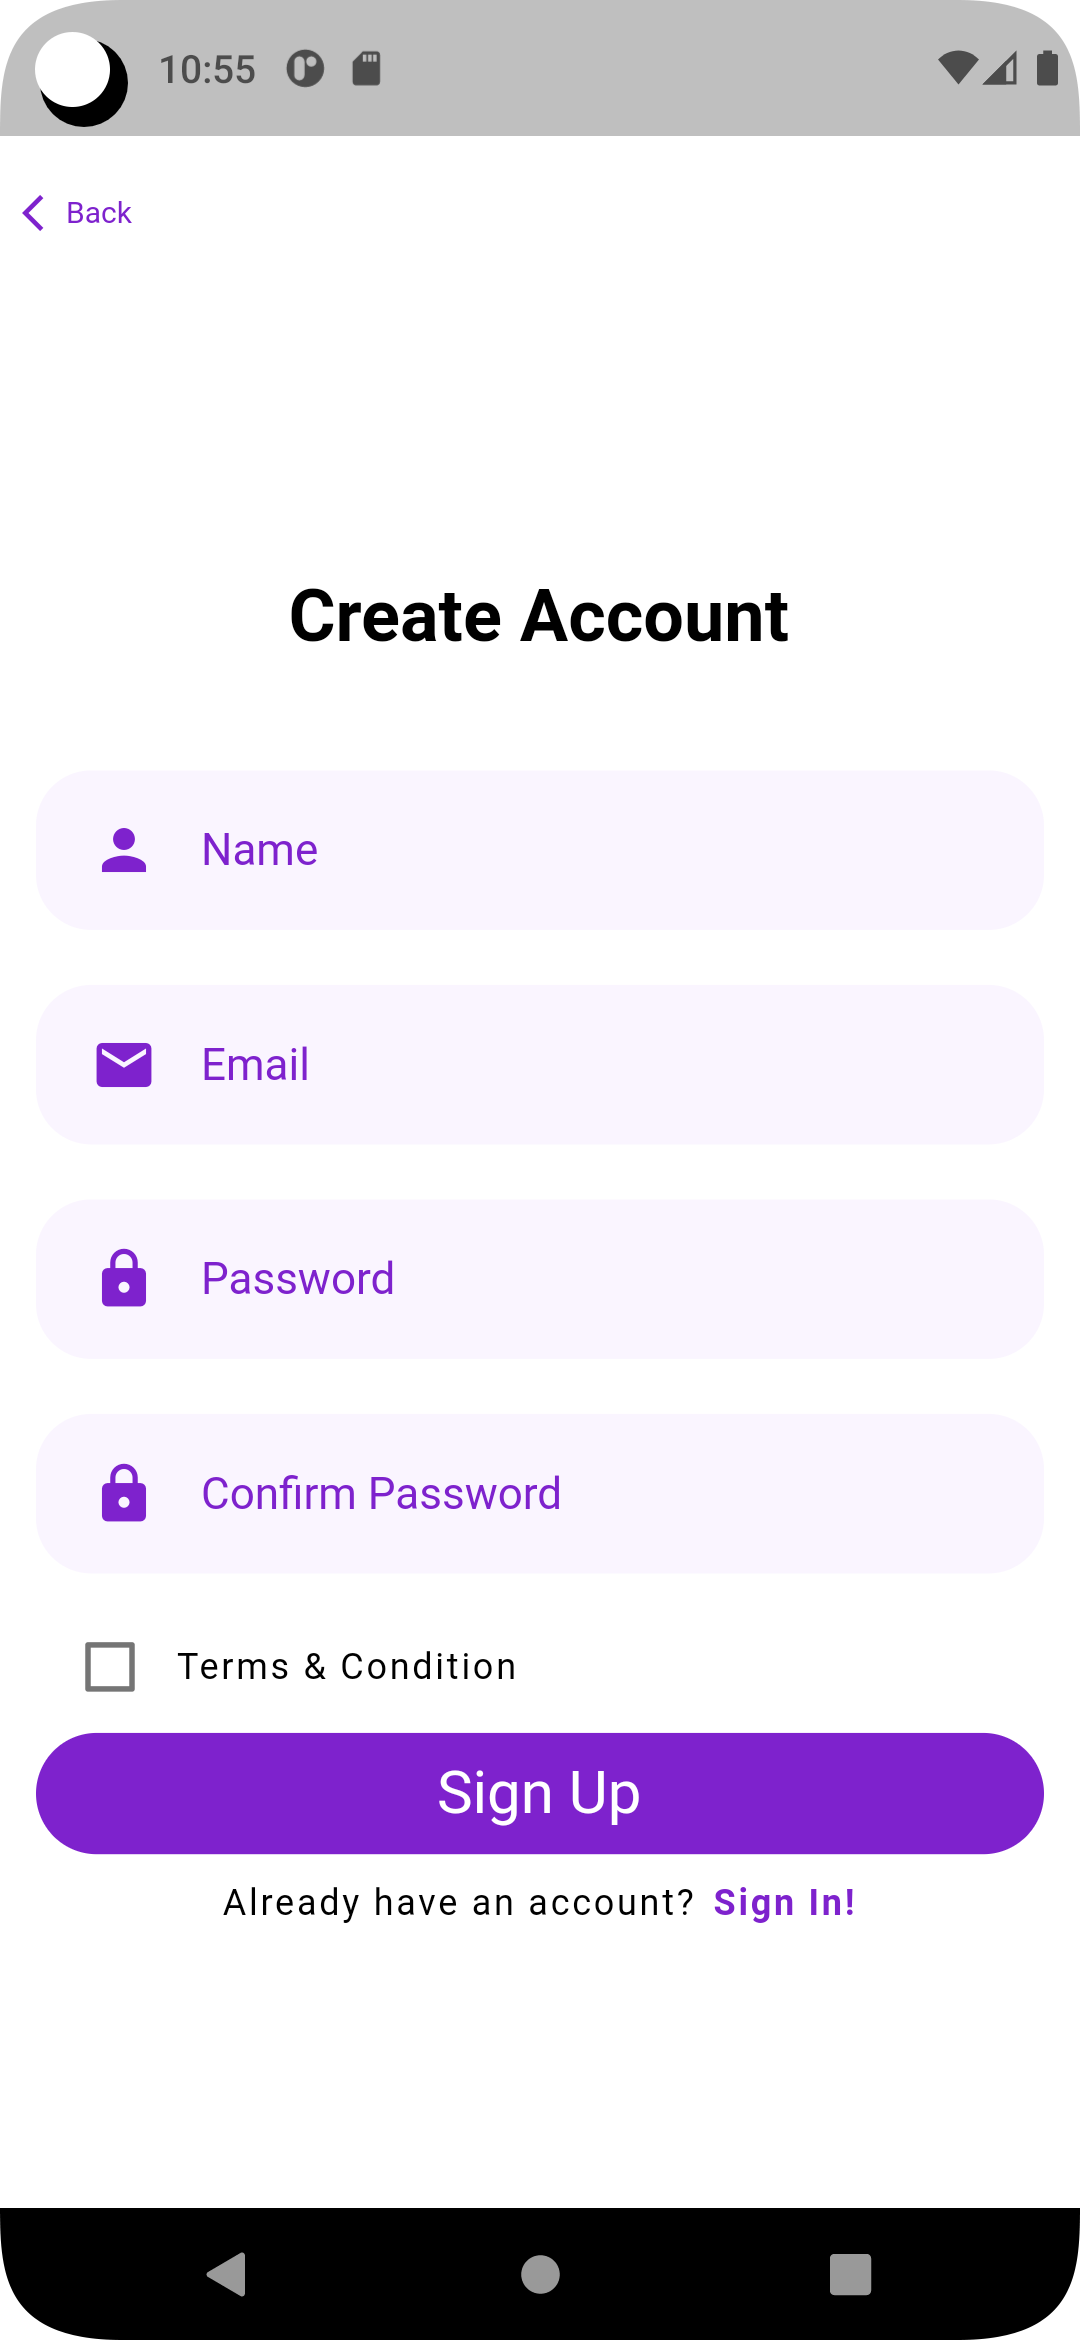 10:55
Back
Create Account
Name
Email
Password
Confirm Password
Terms & Condition
Sign Up
Already have an account? Sign In!